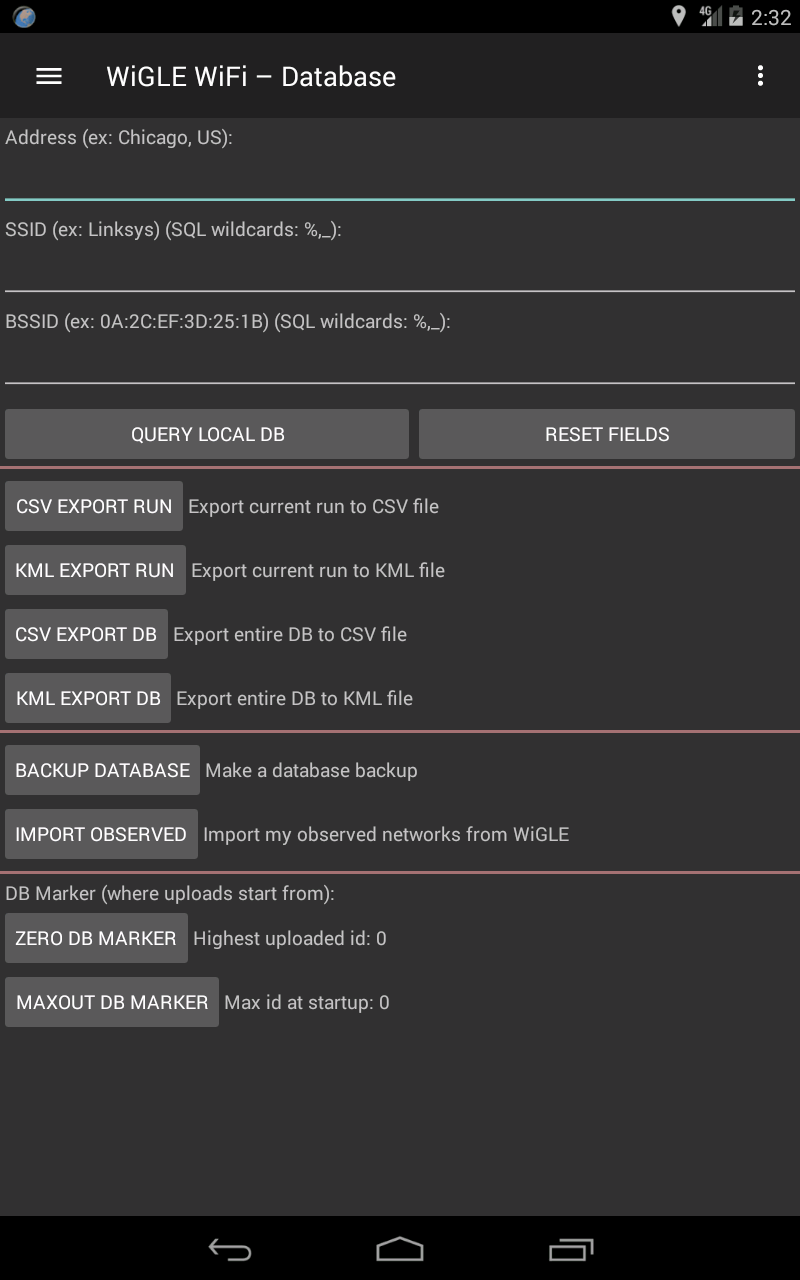 4G 2:32
WiGLE WiFi – Database
Address (ex: Chicago, US):
SSID (ex: Linksys) (SQL wildcards: %,_):
BSSID (ex: 0A:2C:EF:3D:25:1B) (SQL wildcards: %,_):
QUERY LOCAL DB RESET FIELDS
CSV EXPORT RUN Export current run to CSV file
KML EXPORT RUN Export current run to KML file
CSV EXPORT DB Export entire DB to CSV file
KML EXPORT DB Export entire DB to KML file
BACKUP DATABASE Make a database backup
IMPORT OBSERVED Import my observed networks from WiGLE
DB Marker (where uploads start from):
ZERO DB MARKER Highest uploaded id: 0
MAXOUT DB MARKER Max id at startup: 0